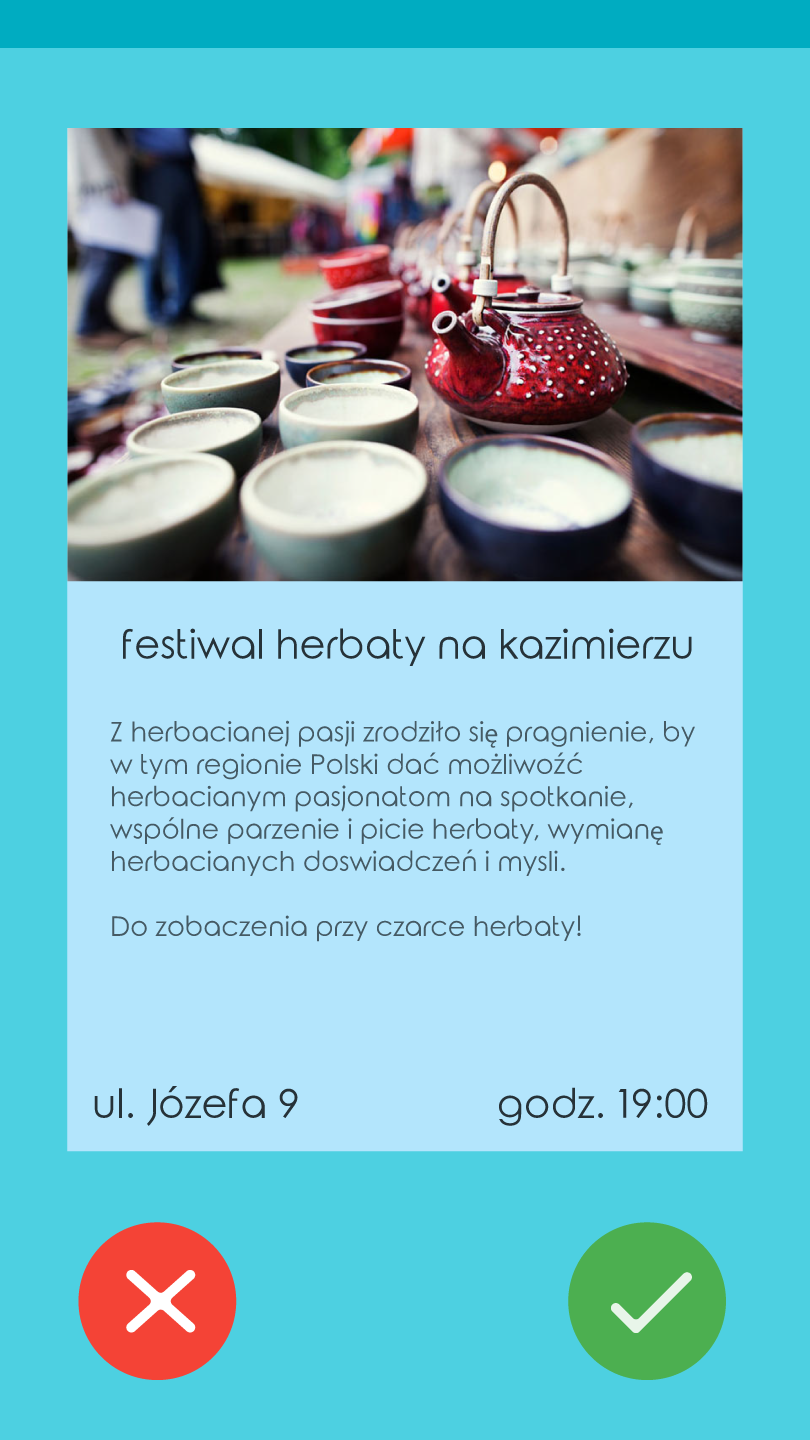 festiwal herbaty na kazimierzu
Z herbacianej pasji zrodziło się pragnienie, by
w tym regionie Polski dać możliwoźć
herbacianym pasjonatom na spotkanie,
wspólne parzenie i picie herbaty, wymianę
herbacianych doswiadczeń i mysli.
Do zobaczenia przy czarce herbaty!
ul. Józefa 9
godz. 19:00